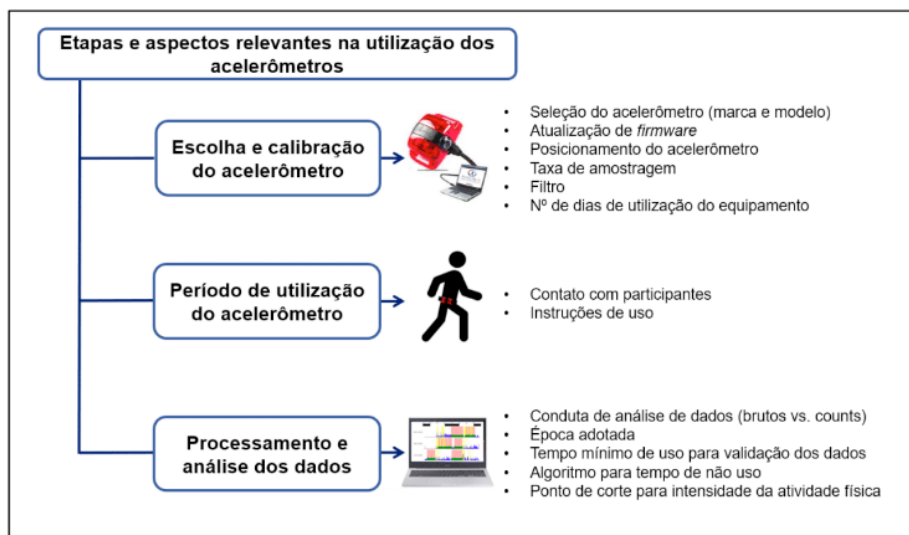 Etapas e aspectos relevantes na utilização dos
acelerômetros
Escolha e calibração
do acelerômetro
• Seleção do acelerômetro (marca e modelo)
• Atualização de firmware
• Posicionamento do acelerômetro
• Taxa de amostragem
• Filtro
• Nº de dias de utilização do equipamento
Período de utilização
do acelerômetro
• Contato com participantes
• Instruções de uso
Processamento e
análise dos dados
• Conduta de análise de dados (brutos vs. counts)
• Época adotada
• Tempo mínimo de uso para validação dos dados
• Algoritmo para tempo de não uso
• Ponto de corte para intensidade da atividade física